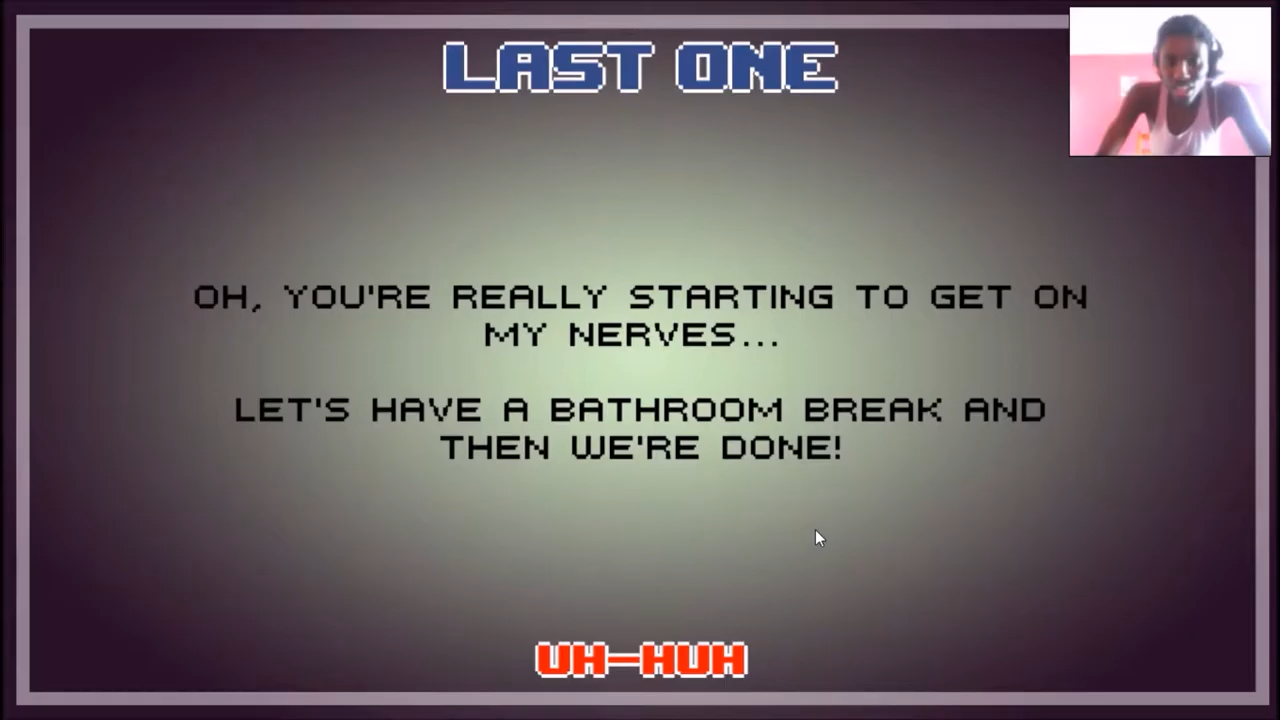 LAST ONE
OH, YOU'RE REALLY STARTING TO GET ON
MY NERVES...
LET'S HAVE A BATHROOM BREAK AND
THEN WE'RE DONE!
UH-HUH